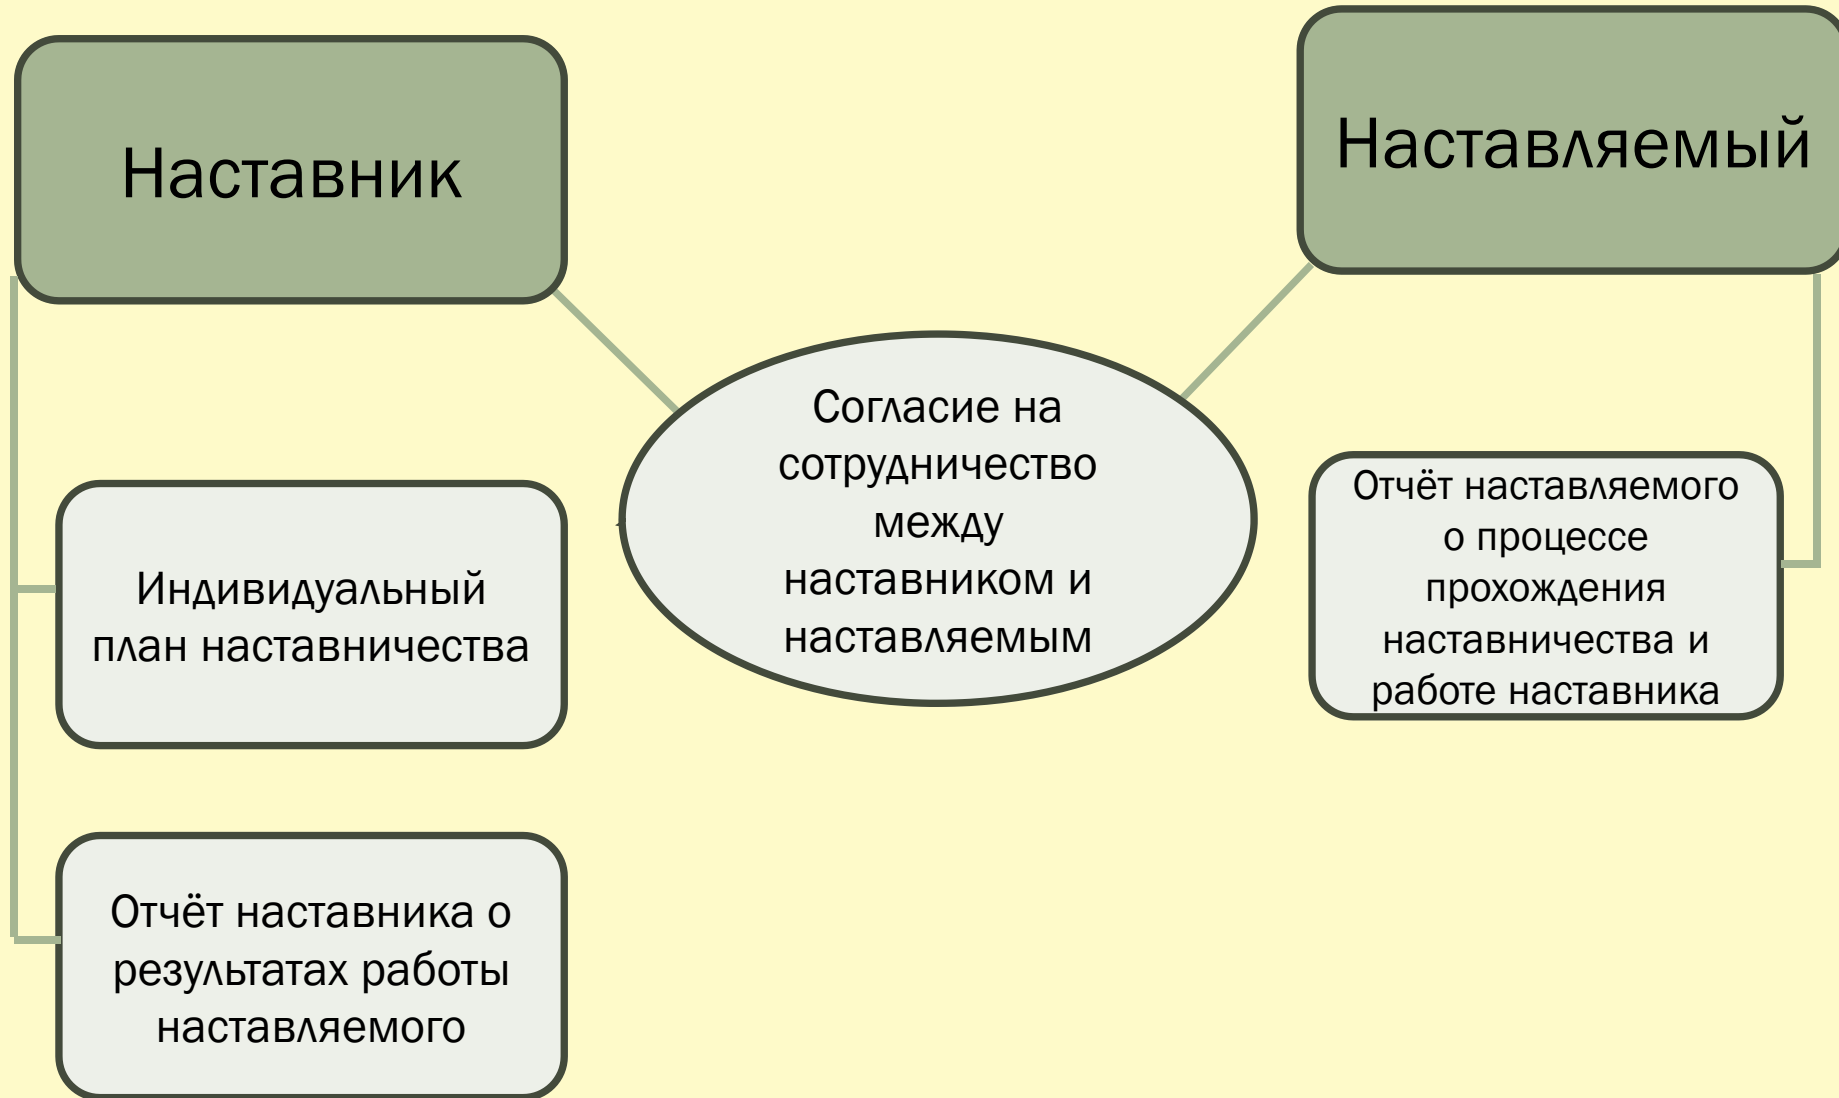 Наставник
Наставляемый
Согласие на
сотрудничество
между
наставником и
наставляемым
Индивидуальный
план наставничества
Отчёт наставляемого
о процессе
прохождения
наставничества и
работе наставника
Отчёт наставника о
результатах работы
наставляемого